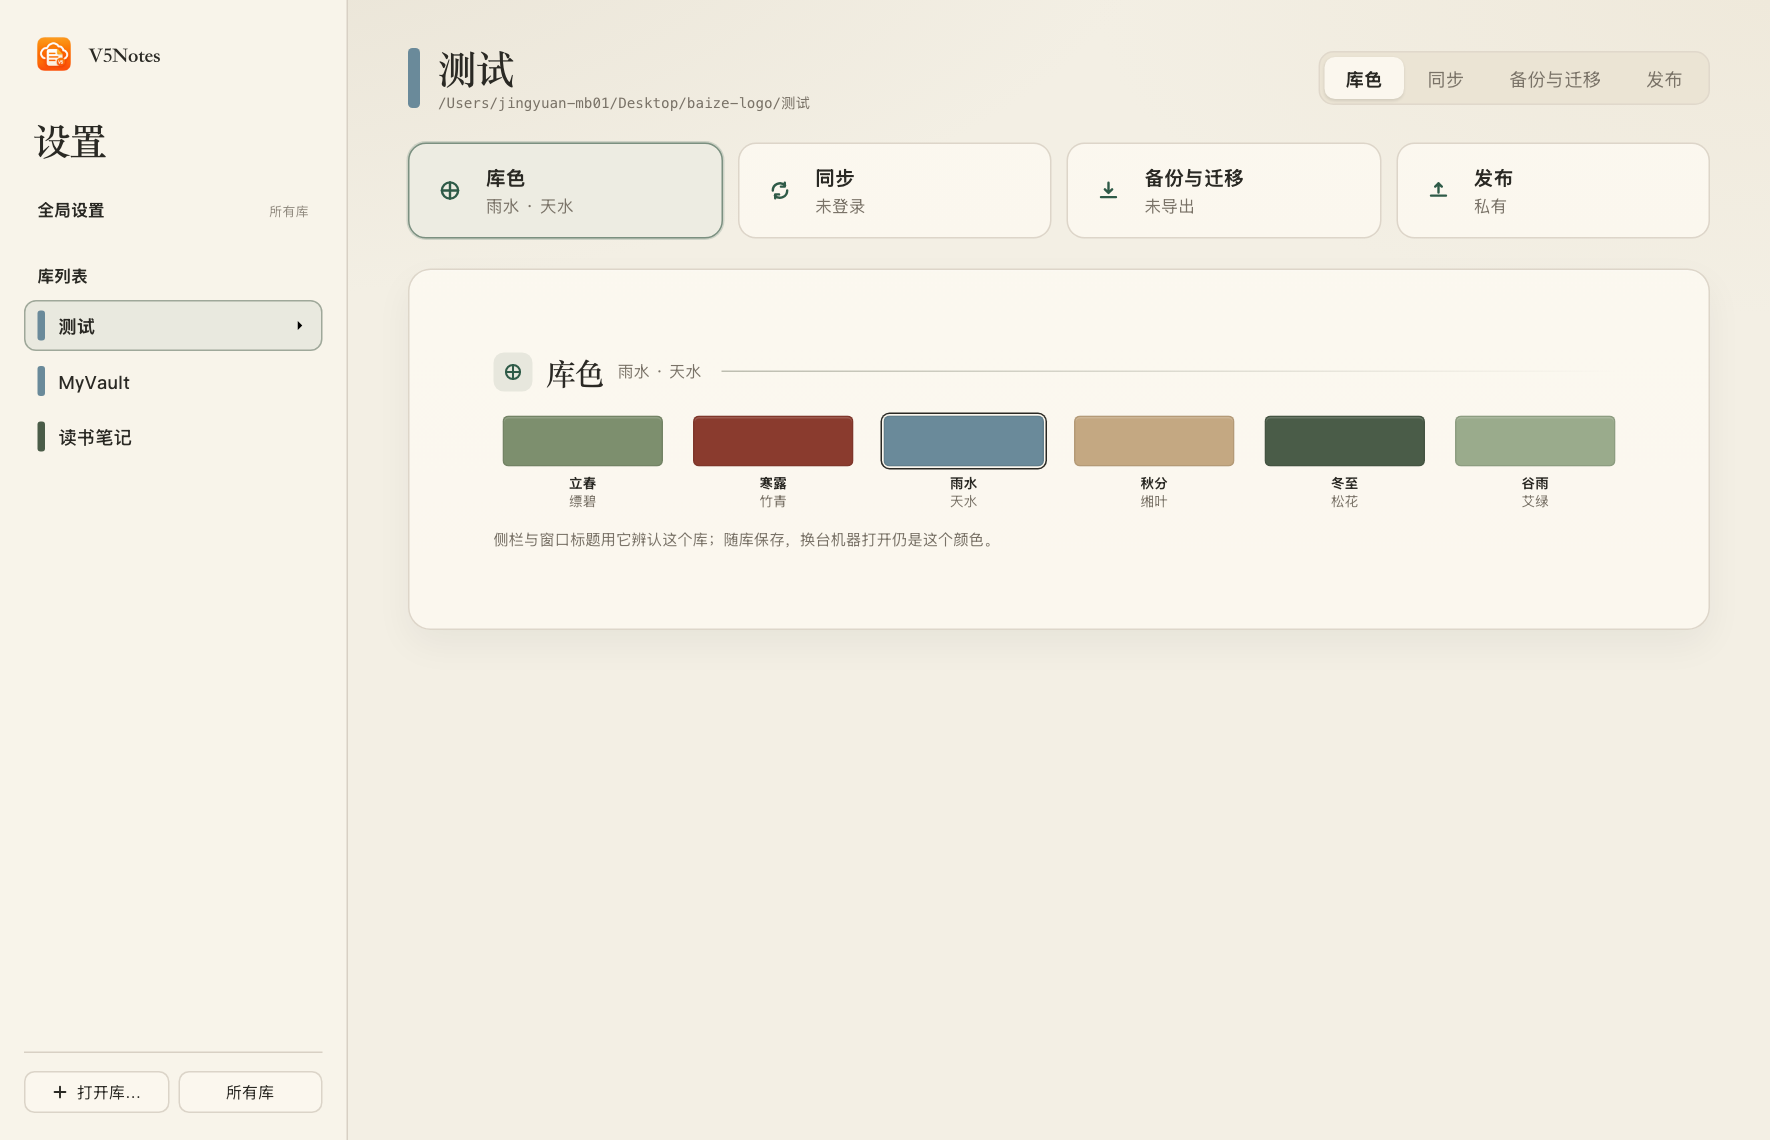 V5Notes
设置
全局设置
所有库
库列表
测试
MyVault
读书笔记
打开库...
所有库
测试
/Users/jingyuan-mb01/Desktop/baize-logo/测试
库色
同步
备份与迁移
发布
库色
雨水 · 天水
同步
未登录
备份与迁移
未导出
发布
私有
库色
雨水 · 天水
立春
缥碧
寒露
竹青
雨水
天水
秋分
缃叶
冬至
松花
谷雨
艾绿
侧栏与窗口标题用它辨认这个库；随库保存，换台机器打开仍是这个颜色。